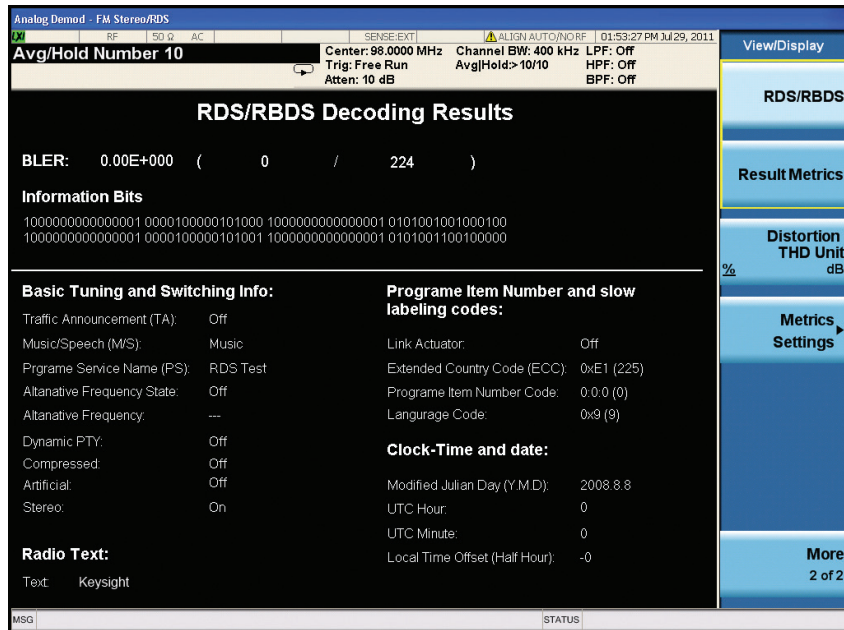 Analog Demod - FM Stereo/RDS
LXI RF 50 Ω AC SENSE:EXT ALIGN AUTO/NO RF 01:53:27 PM Jul 29, 2011
Avg/Hold Number 10
Center: 98.0000 MHz Channel BW: 400 kHz LPF: Off
Trig: Free Run Avg|Hold:>10/10 HPF: Off
Atten: 10 dB BPF: Off
RDS/RBDS Decoding Results
BLER: 0.00E+000 ( 0 / 224 )
Information Bits
1000000000000001 0000100000101000 1000000000000001 0101001001000100
1000000000000001 0000100000101001 1000000000000001 0101001100100000
Basic Tuning and Switching Info:
Traffic Announcement (TA): Off
Music/Speech (M/S): Music
Prgrame Service Name (PS): RDS Test
Altanative Frequency State: Off
Altanative Frequency: ---
Dynamic PTY: Off
Compressed: Off
Artificial: Off
Stereo: On
Radio Text:
Text: Keysight
Programe Item Number and slow
labeling codes:
Link Actuator: Off
Extended Country Code (ECC): 0xE1 (225)
Programe Item Number Code: 0:0:0 (0)
Langurage Code: 0x9 (9)
Clock-Time and date:
Modified Julian Day (Y.M.D): 2008.8.8
UTC Hour: 0
UTC Minute: 0
Local Time Offset (Half Hour): -0
View/Display
RDS/RBDS
Result Metrics
Distortion
THD Unit
% dB
Metrics
Settings
More
2 of 2
MSG STATUS